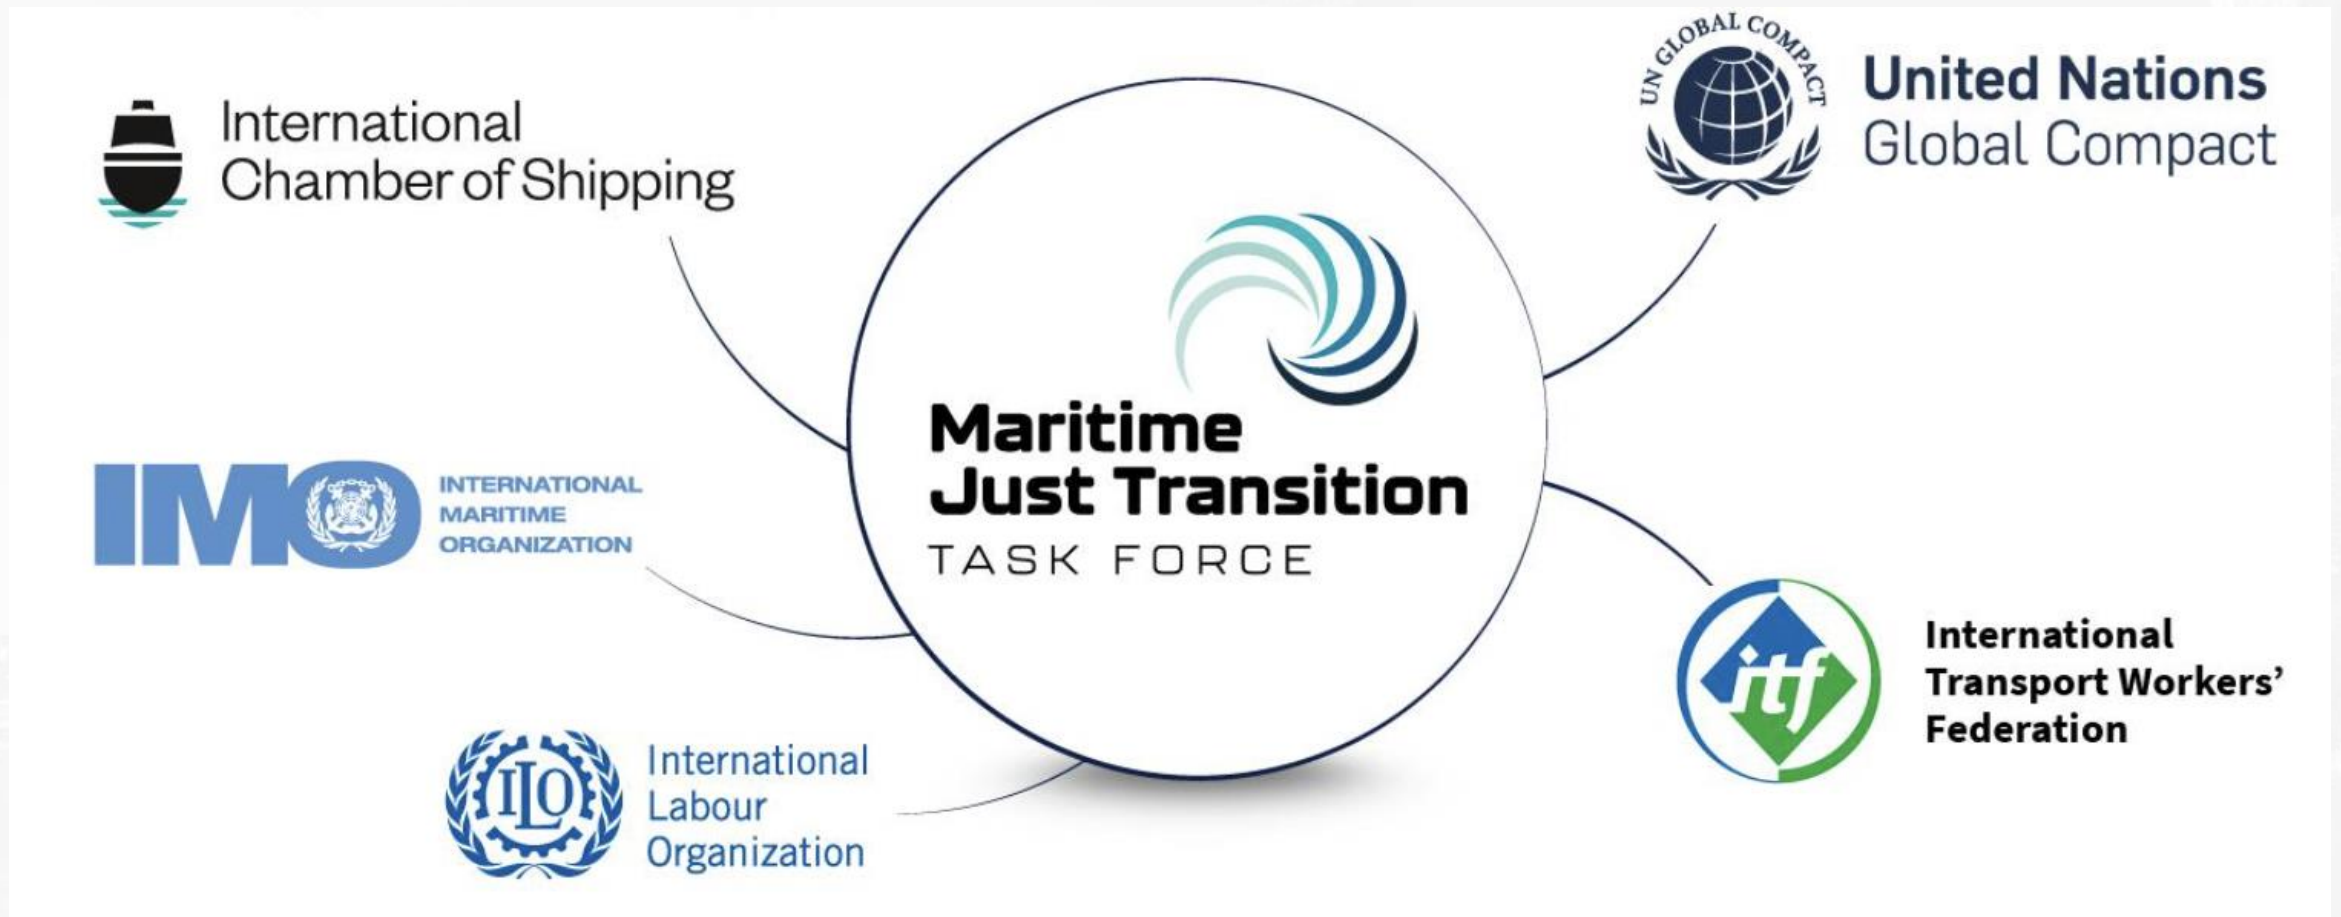 International
Chamber of Shipping
UN GLOBAL COMPACT
United Nations
Global Compact
Maritime
Just Transition
TASK FORCE
IMO
INTERNATIONAL
MARITIME
ORGANIZATION
itf
International
Transport Workers’
Federation
ILO
International
Labour
Organization